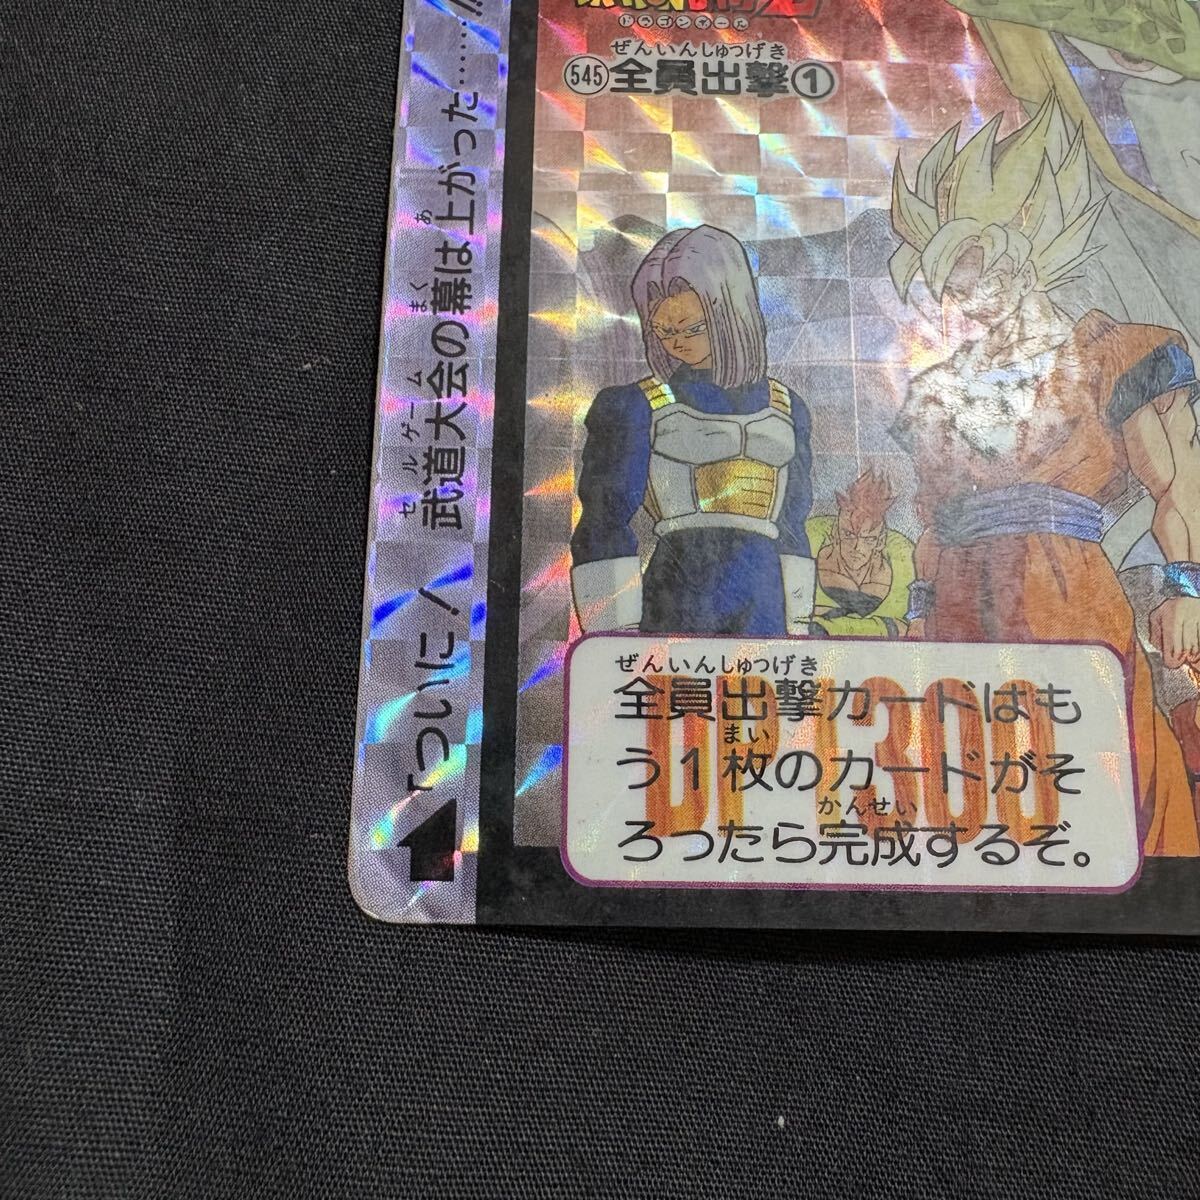 DRAGON BALL Z
ドラゴンボール
ぜんいんしゅつげき
545 全員出撃①
「ついに!武道大会の幕は上がった……!!
セルゲーム
まく
あ
DP1300
ぜんいんしゅつげき
全員出撃カードはも
まい
う1枚のカードがそ
かんせい
ろったら完成するぞ。